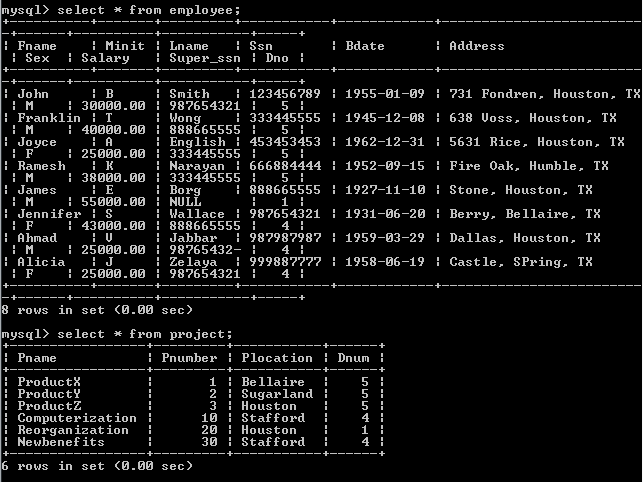 mysql> select * from employee;
+-----------+-------+---------+-----------+------------+--------------------------
--+------+----------+-----------+-----+
| Fname | Minit | Lname | Ssn | Bdate | Address
| Sex | Salary | Super_ssn | Dno |
+-----------+-------+---------+-----------+------------+--------------------------
--+------+----------+-----------+-----+
| John | B | Smith | 123456789 | 1955-01-09 | 731 Fondren, Houston, TX
| M | 30000.00 | 987654321 | 5 |
| Franklin | T | Wong | 333445555 | 1945-12-08 | 638 Voss, Houston, TX
| M | 40000.00 | 888665555 | 5 |
| Joyce | A | English | 453453453 | 1962-12-31 | 5631 Rice, Houston, TX
| F | 25000.00 | 333445555 | 5 |
| Ramesh | K | Narayan | 666884444 | 1952-09-15 | Fire Oak, Humble, TX
| M | 38000.00 | 333445555 | 5 |
| James | E | Borg | 888665555 | 1927-11-10 | Stone, Houston, TX
| M | 55000.00 | NULL | 1 |
| Jennifer | S | Wallace | 987654321 | 1931-06-20 | Berry, Bellaire, TX
| F | 43000.00 | 888665555 | 4 |
| Ahmad | V | Jabbar | 987987987 | 1959-03-29 | Dallas, Houston, TX
| M | 25000.00 | 98765432- | 4 |
| Alicia | J | Zelaya | 999887777 | 1958-06-19 | Castle, SPring, TX
| F | 25000.00 | 987654321 | 4 |
+-----------+-------+---------+-----------+------------+--------------------------
--+------+----------+-----------+-----+
8 rows in set (0.00 sec)
mysql> select * from project;
+-----------------+---------+-----------+------+
| Pname | Pnumber | Plocation | Dnum |
+-----------------+---------+-----------+------+
| ProductX | 1 | Bellaire | 5 |
| ProductY | 2 | Sugarland | 5 |
| ProductZ | 3 | Houston | 5 |
| Computerization | 10 | Stafford | 4 |
| Reorganization | 20 | Houston | 1 |
| Newbenefits | 30 | Stafford | 4 |
+-----------------+---------+-----------+------+
6 rows in set (0.00 sec)